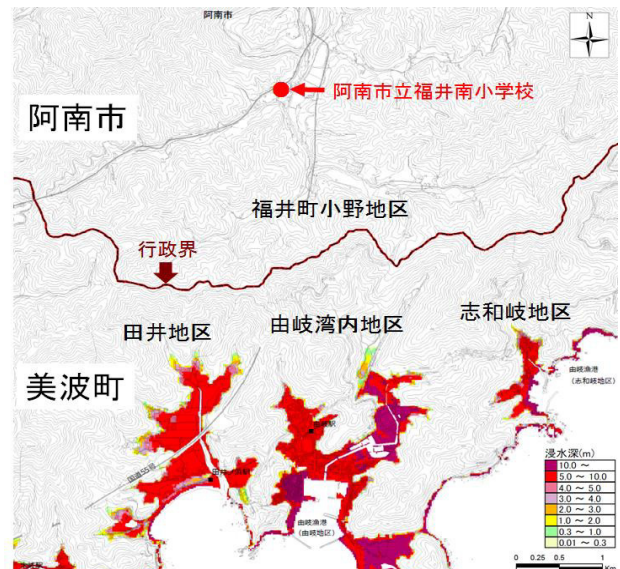 阿南市
N
阿南市立福井南小学校
阿南市
福井町小野地区
行政界
田井地区
由岐湾内地区
志和岐地区
美波町
由岐漁港
(志和岐地区)
国道55号
由岐漁港
(由岐地区)
浸水深(m)
10.0 ~
5.0 ~ 10.0
4.0 ~ 5.0
3.0 ~ 4.0
2.0 ~ 3.0
1.0 ~ 2.0
0.3 ~ 1.0
0.01 ~ 0.3
0 0.25 0.5 1
Km